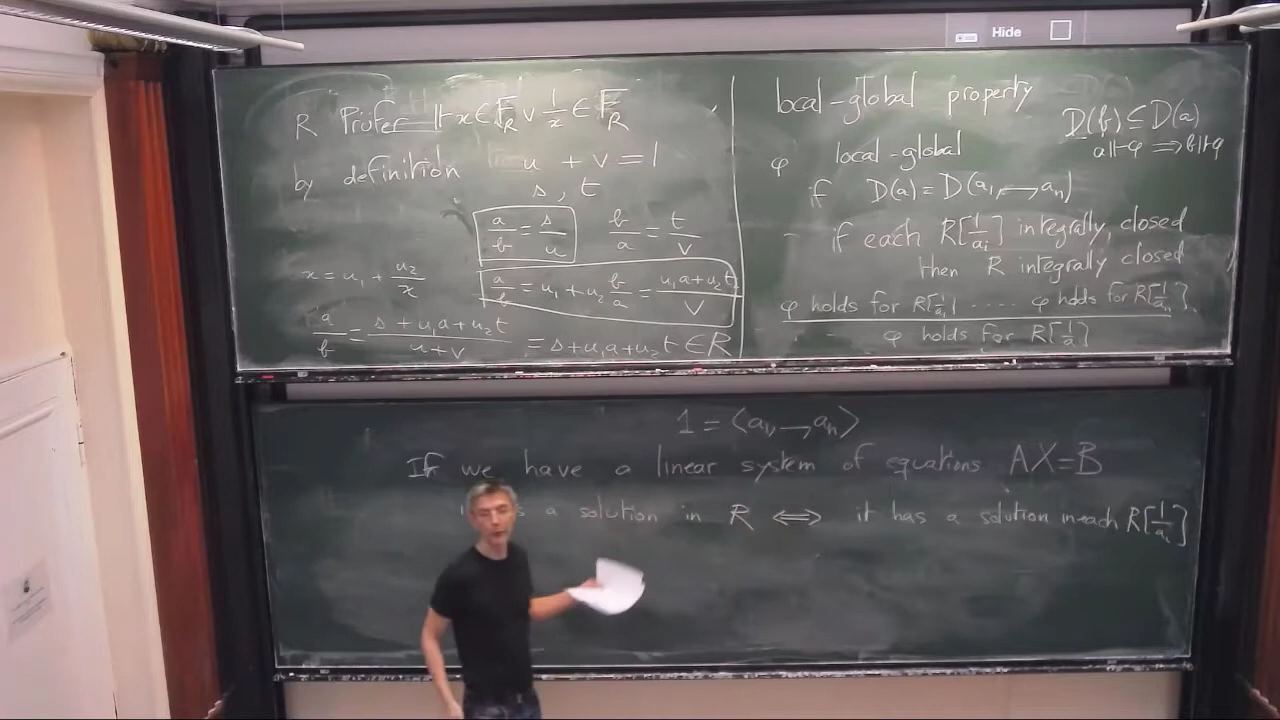 Hide
R Prüfer ⊩ x ∈ F_R ∨ 1/x ∈ F_R
by definition u + v = 1
s, t
a/b = s/u b/a = t/v
x = u₁ + u₂/x a/b = u₁ + u₂ b/a = (u₁a + u₂t)/v
a/b = (s + u₁a + u₂t)/(u + v) = s + u₁a + u₂t ∈ R
local-global property
D(b) ⊆ D(a)
a ⊩ φ ⟹ b ⊩ φ
φ local-global
if D(a) = D(a₁, → aₙ)
- if each R[1/aᵢ] integrally closed
then R integrally closed
φ holds for R[1/a₁] ..... φ holds for R[1/aₙ]
φ holds for R[1/a]
1 = ⟨a₁, → aₙ⟩
If we have a linear system of equations AX = B
a solution in R ⟺ it has a solution in each R[1/aᵢ]